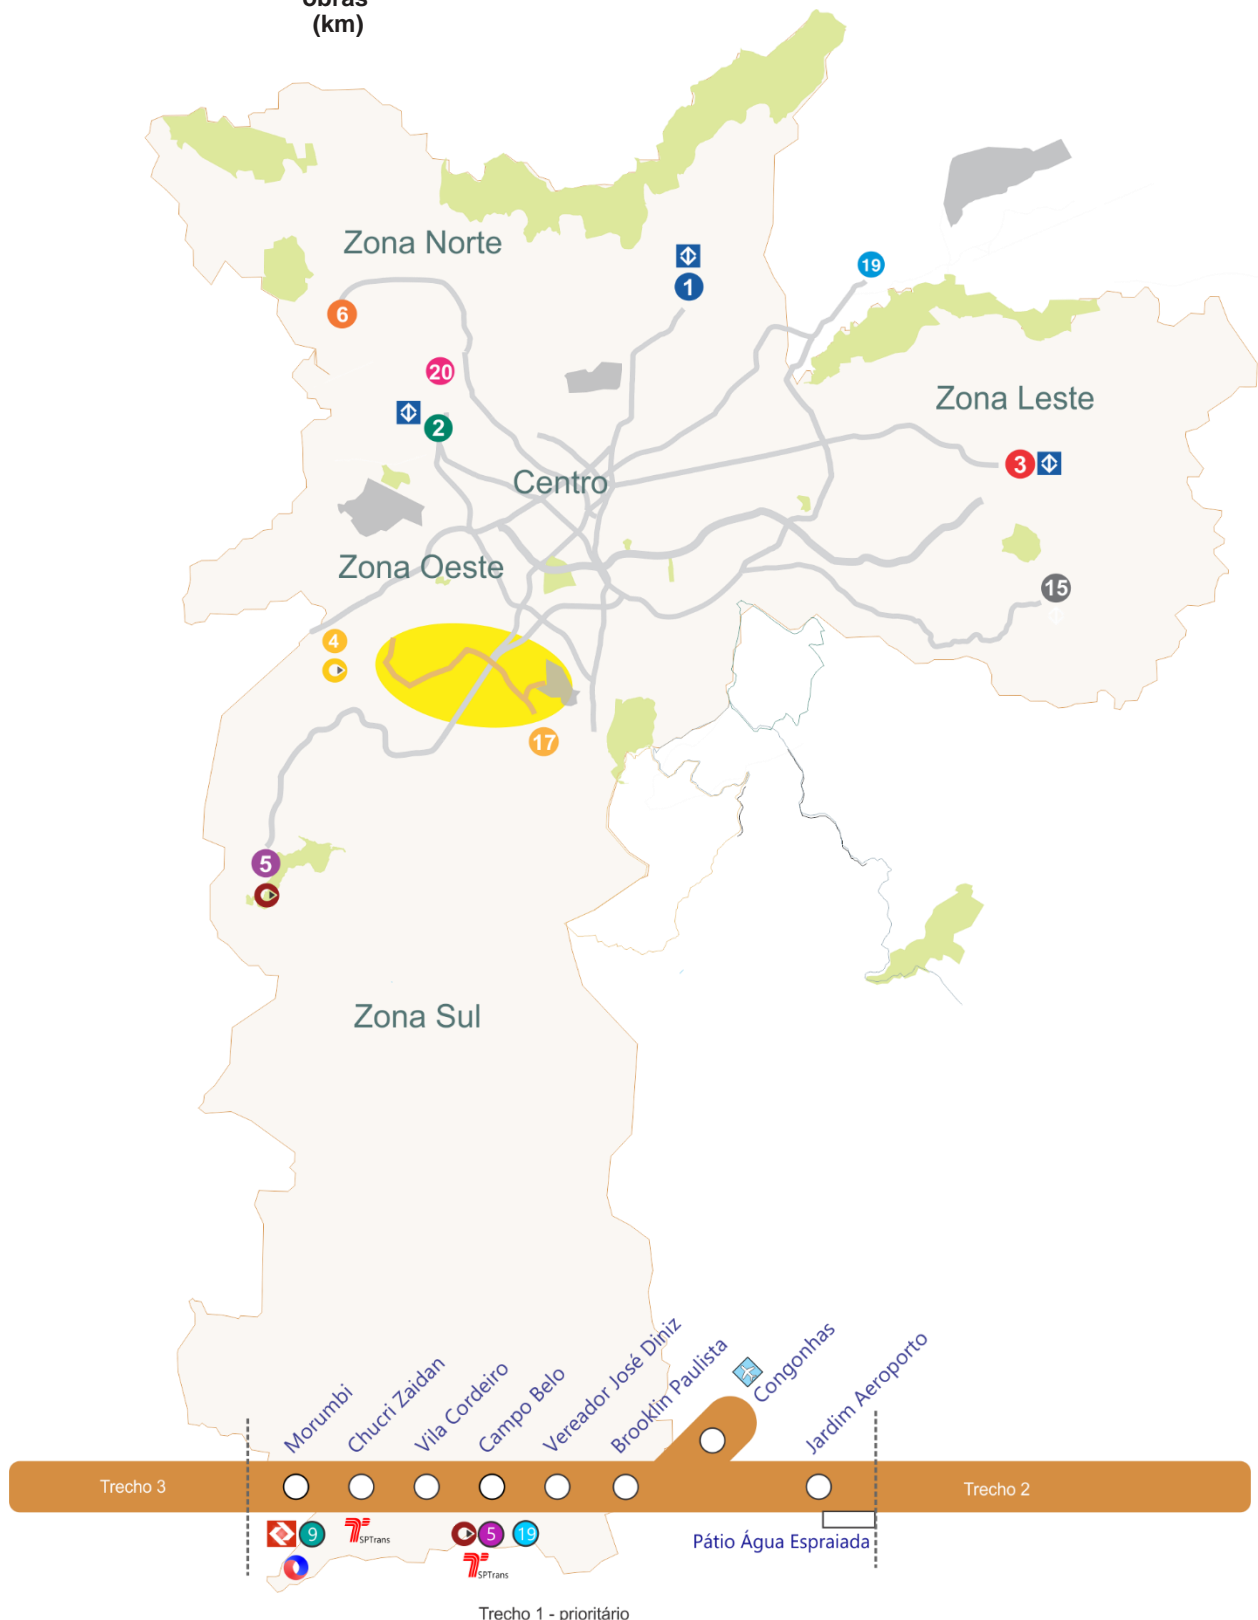 obras
(km)
Zona Norte
1
19
6
20
2
Zona Leste
3
Centro
Zona Oeste
15
4
17
5
Zona Sul
Morumbi
Chucri Zaidan
Vila Cordeiro
Campo Belo
Vereador José Diniz
Brooklin Paulista
Congonhas
Jardim Aeroporto
Trecho 3
Trecho 2
9
SPTrans
5
19
SPTrans
Pátio Água Espraiada
Trecho 1 - prioritário